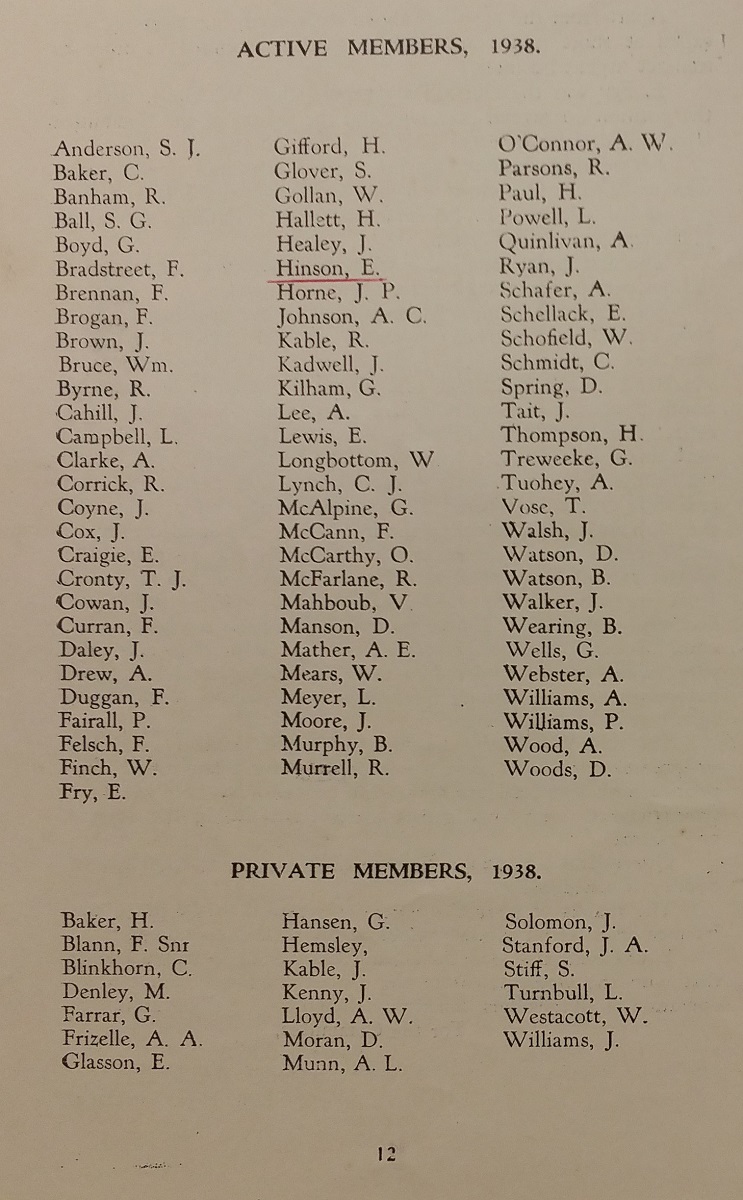 ACTIVE MEMBERS, 1938.
Anderson, S. J.
Baker, C.
Banham, R.
Ball, S. G.
Boyd, G.
Bradstreet, F.
Brennan, F.
Brogan, F.
Brown, J.
Bruce, Wm.
Byrne, R.
Cahill, J.
Campbell, L.
Clarke, A.
Corrick, R.
Coyne, J.
Cox, J.
Craigie, E.
Cronty, T. J.
Cowan, J.
Curran, F.
Daley, J.
Drew, A.
Duggan, F.
Fairall, P.
Felsch, F.
Finch, W.
Fry, E.
Gifford, H.
Glover, S.
Gollan, W.
Hallett, H.
Healey, J.
Hinson, E.
Horne, J. P.
Johnson, A. C.
Kable, R.
Kadwell, J.
Kilham, G.
Lee, A.
Lewis, E.
Longbottom, W
Lynch, C. J.
McAlpine, G.
McCann, F.
McCarthy, O.
McFarlane, R.
Mahboub, V
Manson, D.
Mather, A. E.
Mears, W.
Meyer, L.
Moore, J.
Murphy, B.
Murrell, R.
O'Connor, A. W.
Parsons, R.
Paul, H.
Powell, L.
Quinlivan, A.
Ryan, J.
Schafer, A.
Schellack, E.
Schofield, W.
Schmidt, C.
Spring, D.
Tait, J.
Thompson, H.
Treweeke, G.
Tuohey, A.
Vose, T.
Walsh, J.
Watson, D.
Watson, B.
Walker, J.
Wearing, B.
Wells, G.
Webster, A.
Williams, A.
Williams, P.
Wood, A.
Woods, D.
PRIVATE MEMBERS, 1938.
Baker, H.
Blann, F. Snr
Blinkhorn, C.
Denley, M.
Farrar, G.
Frizelle, A. A.
Glasson, E.
Hansen, G.
Hemsley,
Kable, J.
Kenny, J.
Lloyd, A. W.
Moran, D.
Munn, A. L.
Solomon, J.
Stanford, J. A.
Stiff, S.
Turnbull, L.
Westacott, W.
Williams, J.
12